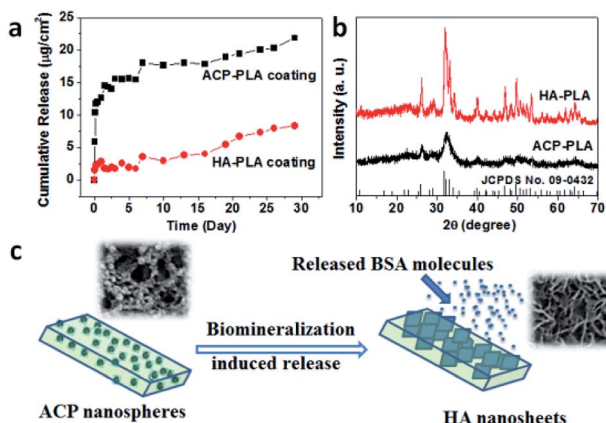 a
Cumulative Release (μg/cm²)
25
20
15
10
5
0
ACP-PLA coating
HA-PLA coating
0 5 10 15 20 25 30
Time (Day)
b
Intensity (a. u.)
HA-PLA
ACP-PLA
JCPDS No. 09-0432
10 20 30 40 50 60 70
2θ (degree)
c
Released BSA molecules
Biomineralization
induced release
ACP nanospheres
HA nanosheets